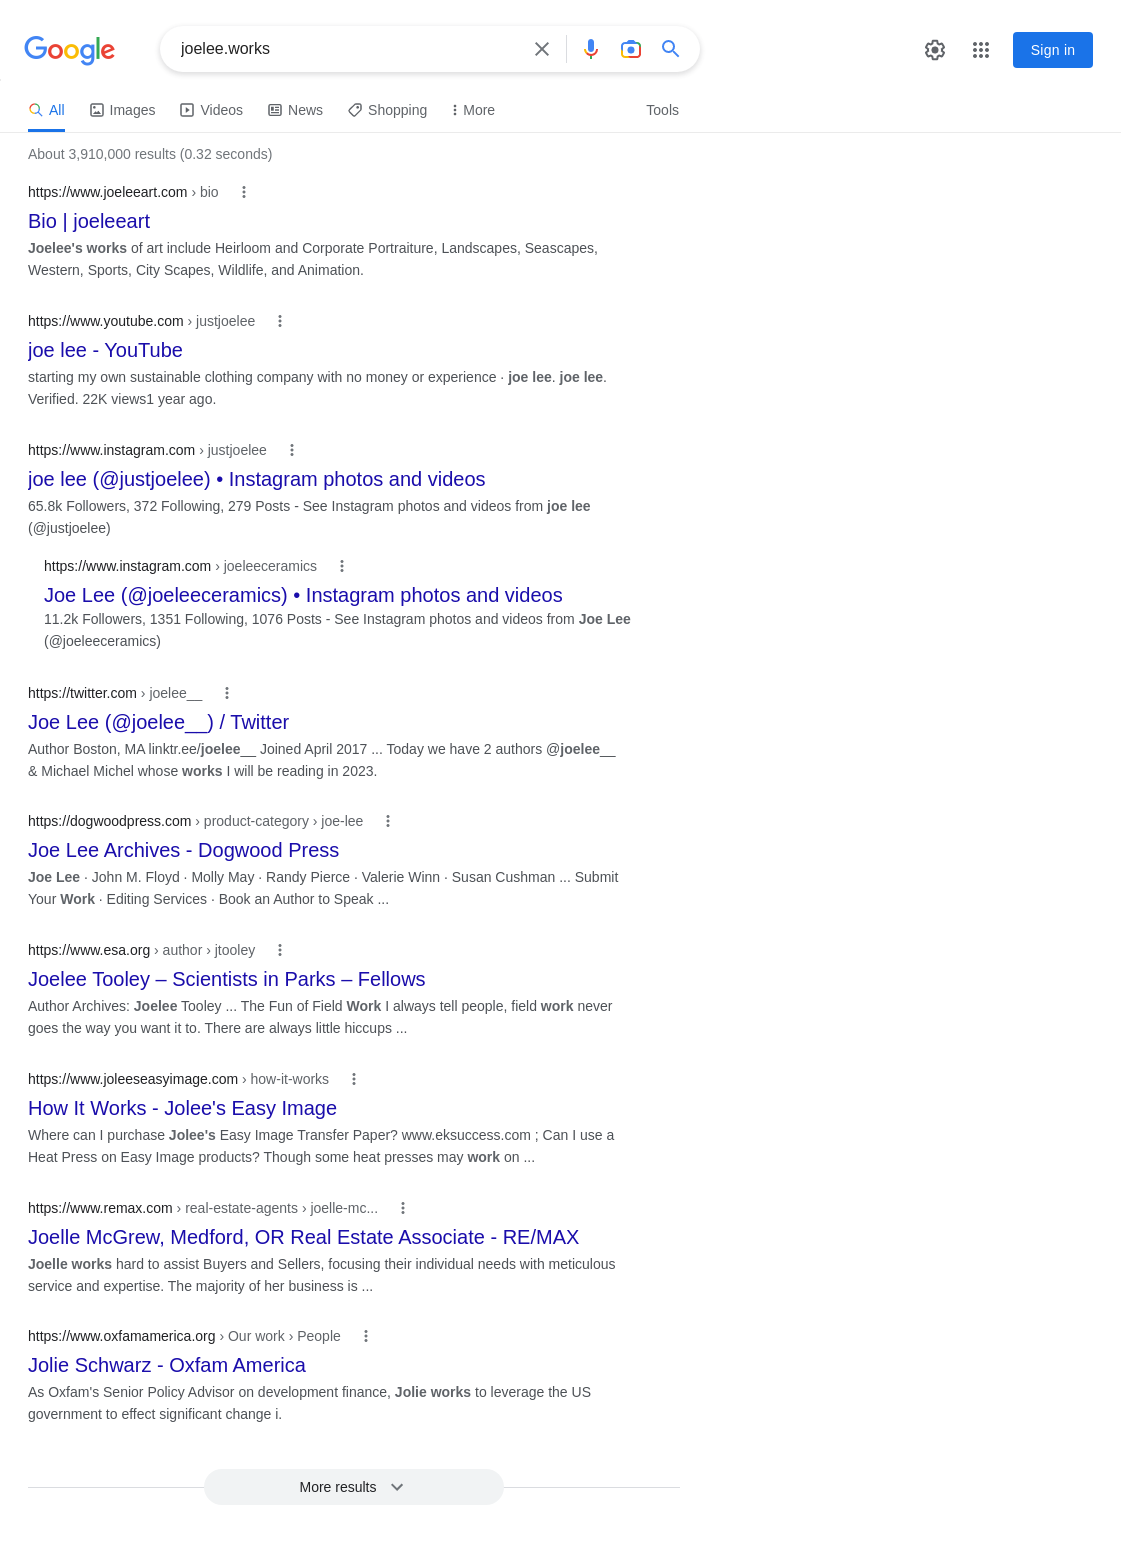 Google
joelee.works
Sign in
All Images Videos News Shopping More Tools
About 3,910,000 results (0.32 seconds)
https://www.joeleeart.com › bio
Bio | joeleeart
Joelee's works of art include Heirloom and Corporate Portraiture, Landscapes, Seascapes,
Western, Sports, City Scapes, Wildlife, and Animation.
https://www.youtube.com › justjoelee
joe lee - YouTube
starting my own sustainable clothing company with no money or experience · joe lee. joe lee.
Verified. 22K views1 year ago.
https://www.instagram.com › justjoelee
joe lee (@justjoelee) • Instagram photos and videos
65.8k Followers, 372 Following, 279 Posts - See Instagram photos and videos from joe lee
(@justjoelee)
https://www.instagram.com › joeleeceramics
Joe Lee (@joeleeceramics) • Instagram photos and videos
11.2k Followers, 1351 Following, 1076 Posts - See Instagram photos and videos from Joe Lee
(@joeleeceramics)
https://twitter.com › joelee__
Joe Lee (@joelee__) / Twitter
Author Boston, MA linktr.ee/joelee__ Joined April 2017 ... Today we have 2 authors @joelee__
& Michael Michel whose works I will be reading in 2023.
https://dogwoodpress.com › product-category › joe-lee
Joe Lee Archives - Dogwood Press
Joe Lee · John M. Floyd · Molly May · Randy Pierce · Valerie Winn · Susan Cushman ... Submit
Your Work · Editing Services · Book an Author to Speak ...
https://www.esa.org › author › jtooley
Joelee Tooley – Scientists in Parks – Fellows
Author Archives: Joelee Tooley ... The Fun of Field Work I always tell people, field work never
goes the way you want it to. There are always little hiccups ...
https://www.joleeseasyimage.com › how-it-works
How It Works - Jolee's Easy Image
Where can I purchase Jolee's Easy Image Transfer Paper? www.eksuccess.com ; Can I use a
Heat Press on Easy Image products? Though some heat presses may work on ...
https://www.remax.com › real-estate-agents › joelle-mc...
Joelle McGrew, Medford, OR Real Estate Associate - RE/MAX
Joelle works hard to assist Buyers and Sellers, focusing their individual needs with meticulous
service and expertise. The majority of her business is ...
https://www.oxfamamerica.org › Our work › People
Jolie Schwarz - Oxfam America
As Oxfam's Senior Policy Advisor on development finance, Jolie works to leverage the US
government to effect significant change i.
More results